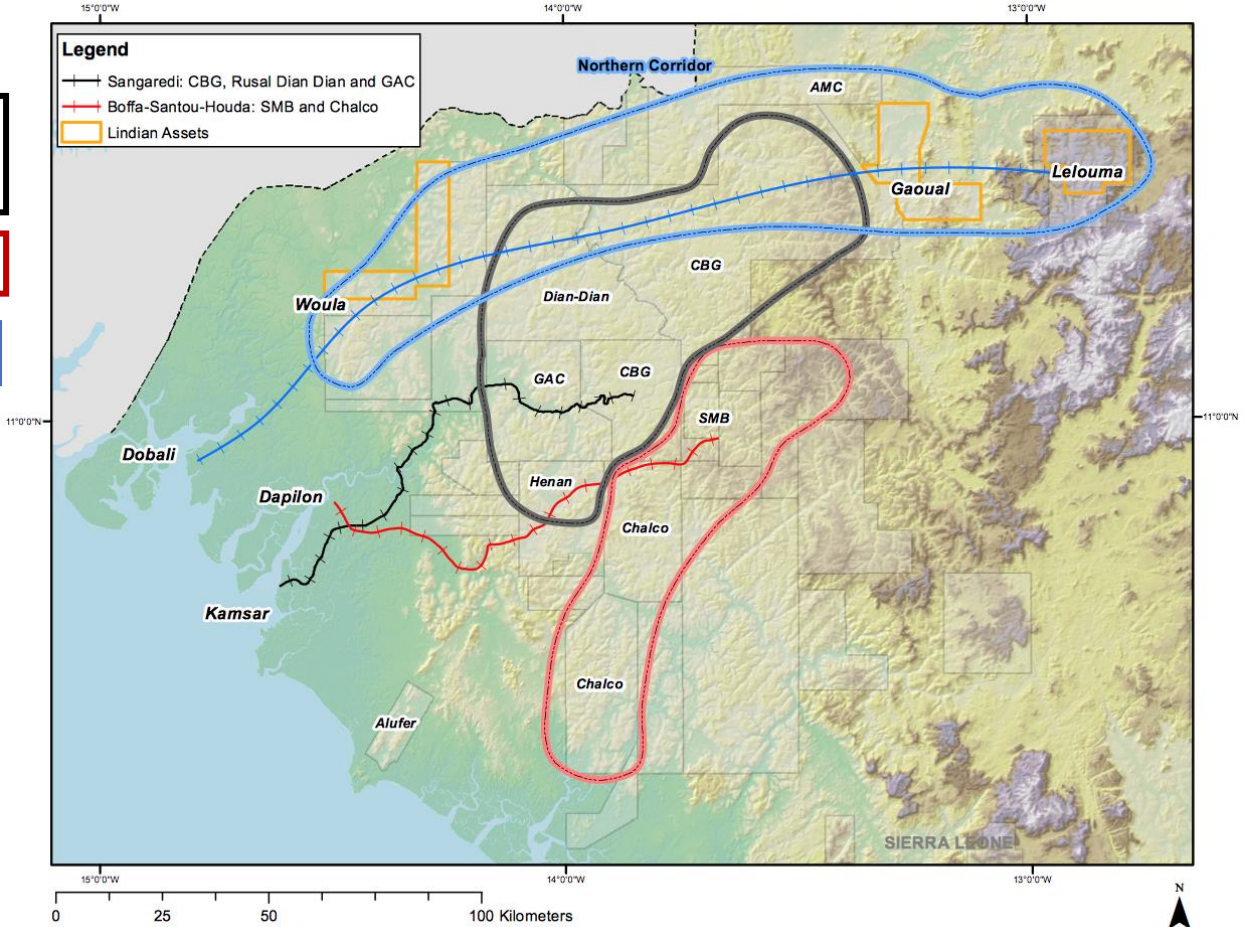 15°0'0"W
14°0'0"W
13°0'0"W
Legend
Sangaredi: CBG, Rusal Dian Dian and GAC
Boffa-Santou-Houda: SMB and Chalco
Lindian Assets
Northern Corridor
AMC
Gaoual
Lelouma
CBG
Dian-Dian
Woula
GAC
CBG
SMB
11°0'0"N
11°0'0"N
Dobali
Dapilon
Henan
Chalco
Kamsar
Chalco
Alufer
SIERRA LEONE
15°0'0"W
14°0'0"W
13°0'0"W
N
0
25
50
100 Kilometers